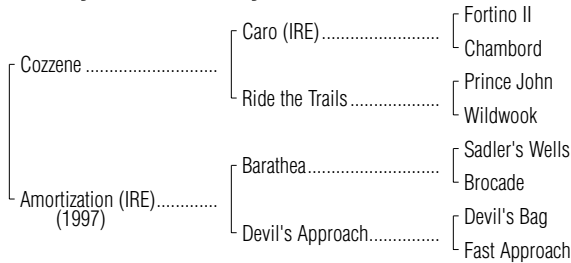 Fortino II
Caro (IRE)......................
Chambord
Cozzene .........................
Prince John
Ride the Trails .................
Wildwook
Sadler's Wells
Barathea.........................
Brocade
Amortization (IRE).............
(1997)
Devil's Bag
Devil's Approach..............
Fast Approach